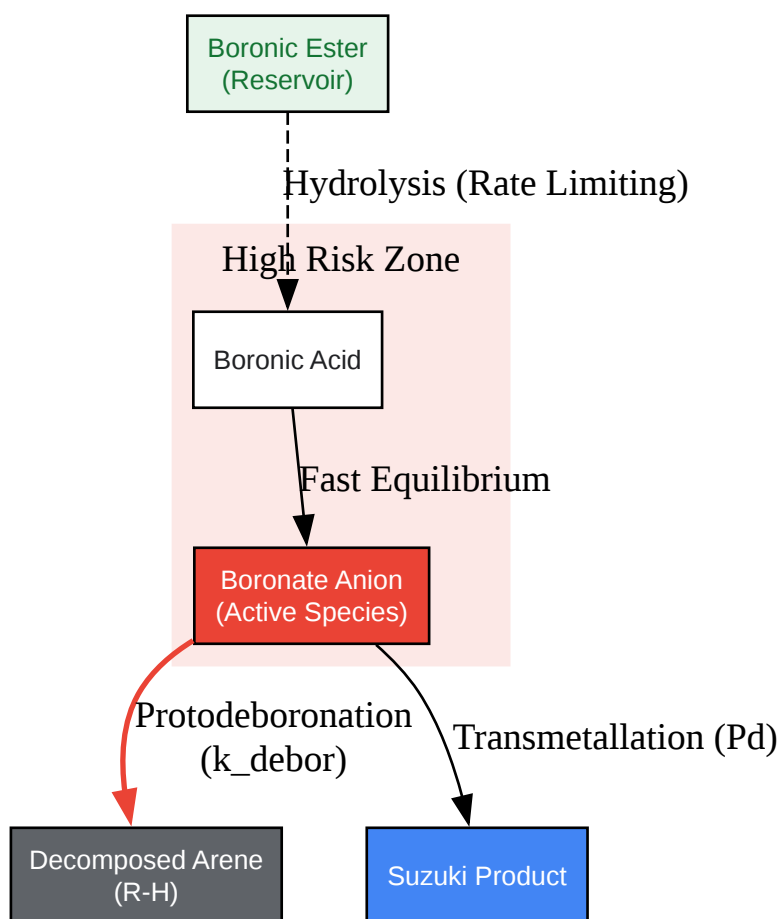 Boronic Ester
(Reservoir)
Hydrolysis (Rate Limiting)
High Risk Zone
Boronic Acid
Fast Equilibrium
Boronate Anion
(Active Species)
Protodeboronation
(k_debor)
Transmetallation (Pd)
Decomposed Arene
(R-H)
Suzuki Product